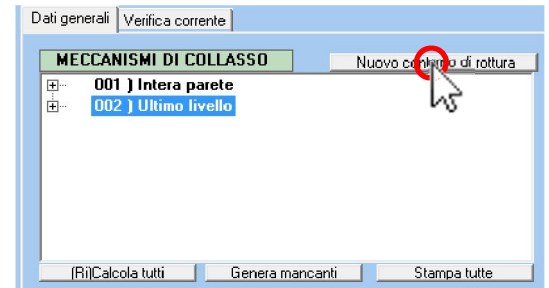 Dati generali Verifica corrente
MECCANISMI DI COLLASSO Nuovo contorno di rottura
001 ) Intera parete
002 ) Ultimo livello
(Ri)Calcola tutti Genera mancanti Stampa tutte